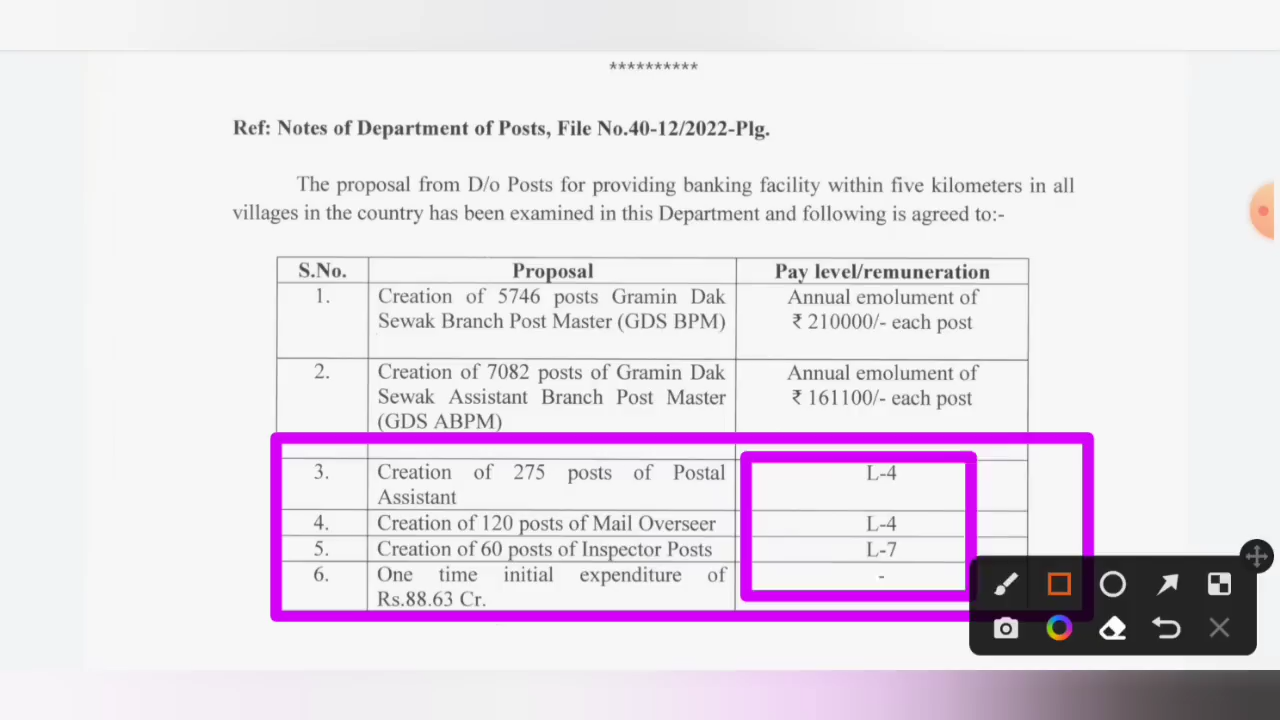 **********
Ref: Notes of Department of Posts, File No.40-12/2022-Plg.
The proposal from D/o Posts for providing banking facility within five kilometers in all
villages in the country has been examined in this Department and following is agreed to:-
S.No. Proposal Pay level/remuneration
1. Creation of 5746 posts Gramin Dak Annual emolument of
Sewak Branch Post Master (GDS BPM) ₹ 210000/- each post
2. Creation of 7082 posts of Gramin Dak Annual emolument of
Sewak Assistant Branch Post Master ₹ 161100/- each post
(GDS ABPM)
3. Creation of 275 posts of Postal L-4
Assistant
4. Creation of 120 posts of Mail Overseer L-4
5. Creation of 60 posts of Inspector Posts L-7
6. One time initial expenditure of -
Rs.88.63 Cr.